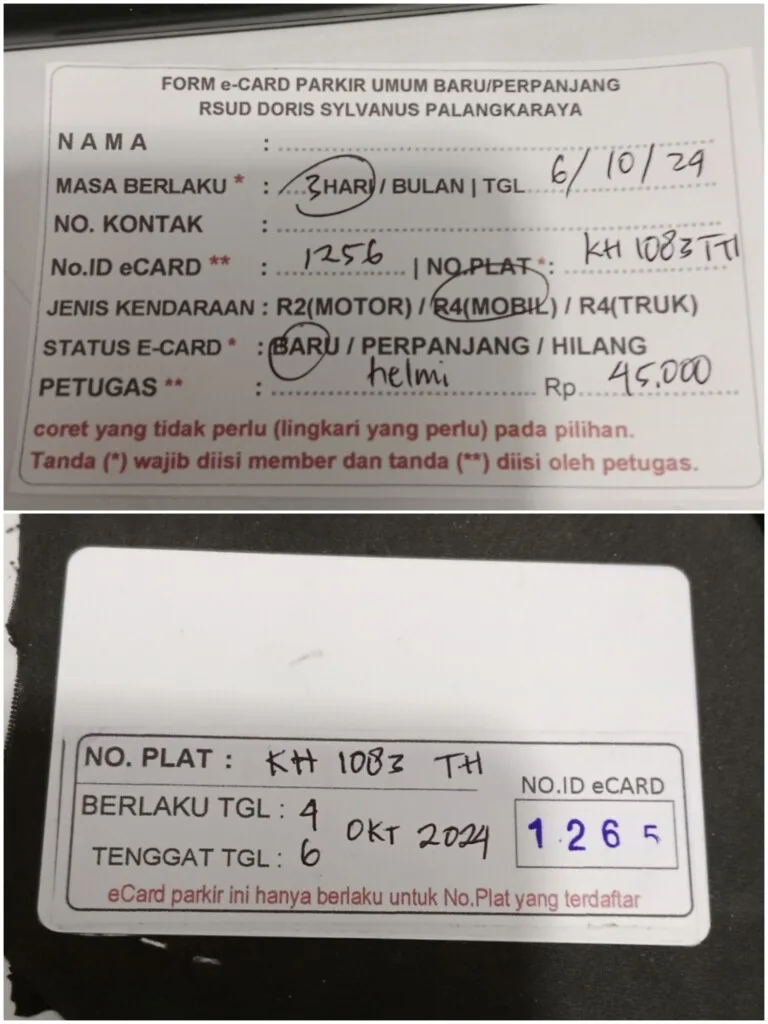 FORM e-CARD PARKIR UMUM BARU/PERPANJANG
RSUD DORIS SYLVANUS PALANGKARAYA
NAMA :
MASA BERLAKU * : 3 HARI / BULAN | TGL 6/10/24
NO. KONTAK :
No.ID eCARD ** : 1256 | NO.PLAT * : KH 1083 TH
JENIS KENDARAAN : R2(MOTOR) / R4(MOBIL) / R4(TRUK)
STATUS E-CARD * : BARU / PERPANJANG / HILANG
PETUGAS ** : helmi Rp 45.000
coret yang tidak perlu (lingkari yang perlu) pada pilihan.
Tanda (*) wajib diisi member dan tanda (**) diisi oleh petugas.
NO. PLAT : KH 1083 TH
NO.ID eCARD
BERLAKU TGL : 4
OKT 2024
1.265
TENGGAT TGL : 6
eCard parkir ini hanya berlaku untuk No.Plat yang terdaftar